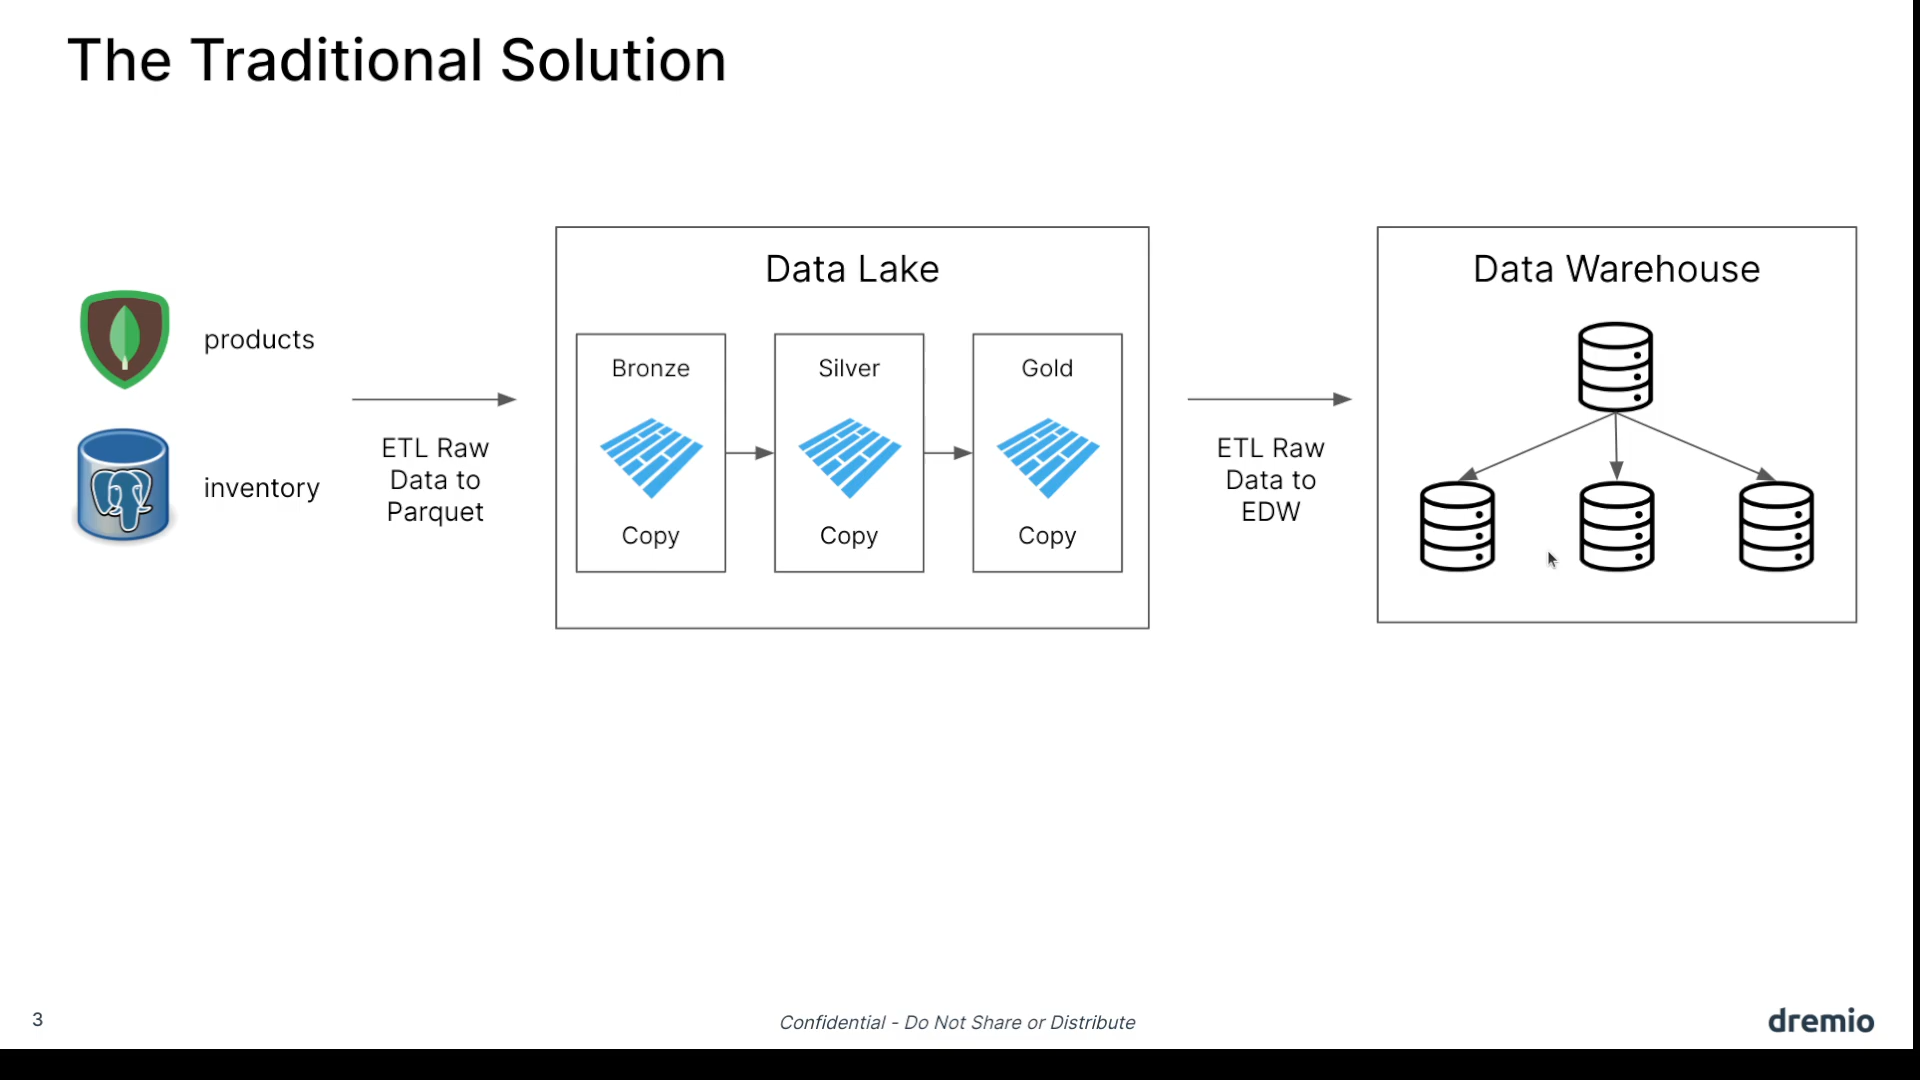 The Traditional Solution
products
inventory
ETL Raw
Data to
Parquet
Data Lake
Bronze
Copy
Silver
Copy
Gold
Copy
ETL Raw
Data to
EDW
Data Warehouse
3
Confidential - Do Not Share or Distribute
dremio